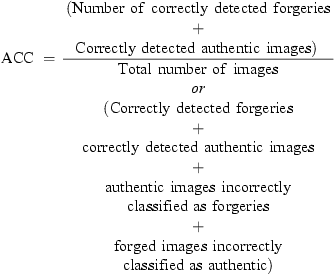 (Number of correctly detected forgeries
+
Correctly detected authentic images)
ACC =
Total number of images
or
(Correctly detected forgeries
+
correctly detected authentic images
+
authentic images incorrectly
classified as forgeries
+
forged images incorrectly
classified as authentic)